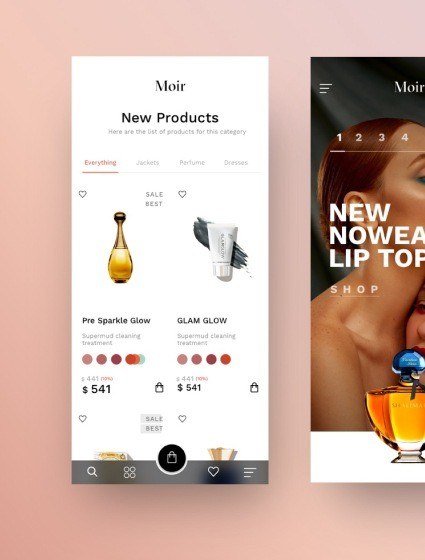 Moir
New Products
Here are the list of products for this category
Everything Jackets Perfume Dresses
SALE
BEST
GLAMGLOW
Pre Sparkle Glow
Supermud cleaning
treatment
$ 441 (10%)
$ 541
GLAM GLOW
Supermud cleaning
treatment
$ 441 (10%)
$ 541
SALE
BEST
Moir
1 2 3 4
NEW
NOWEA
LIP TOP
SHOP